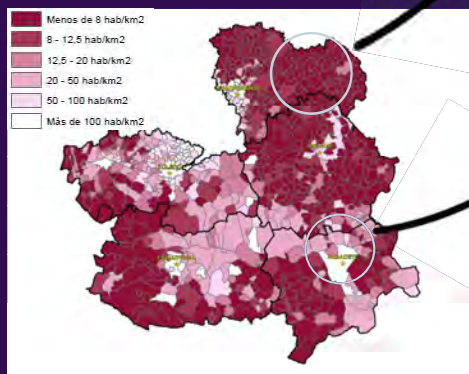 Menos de 8 hab/km2
8 - 12,5 hab/km2
12,5 - 20 hab/km2
20 - 50 hab/km2
50 - 100 hab/km2
Más de 100 hab/km2